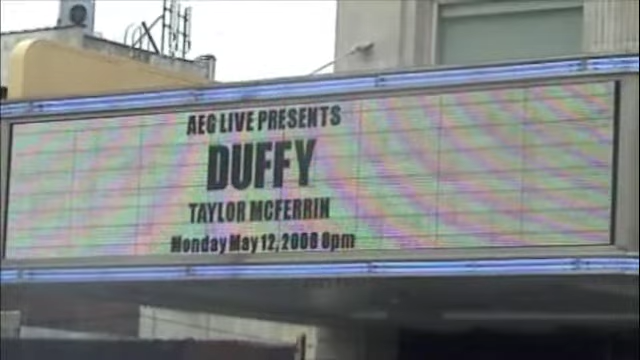 AEG LIVE PRESENTS
DUFFY
TAYLOR MCFERRIN
Monday May 12, 2008 8pm